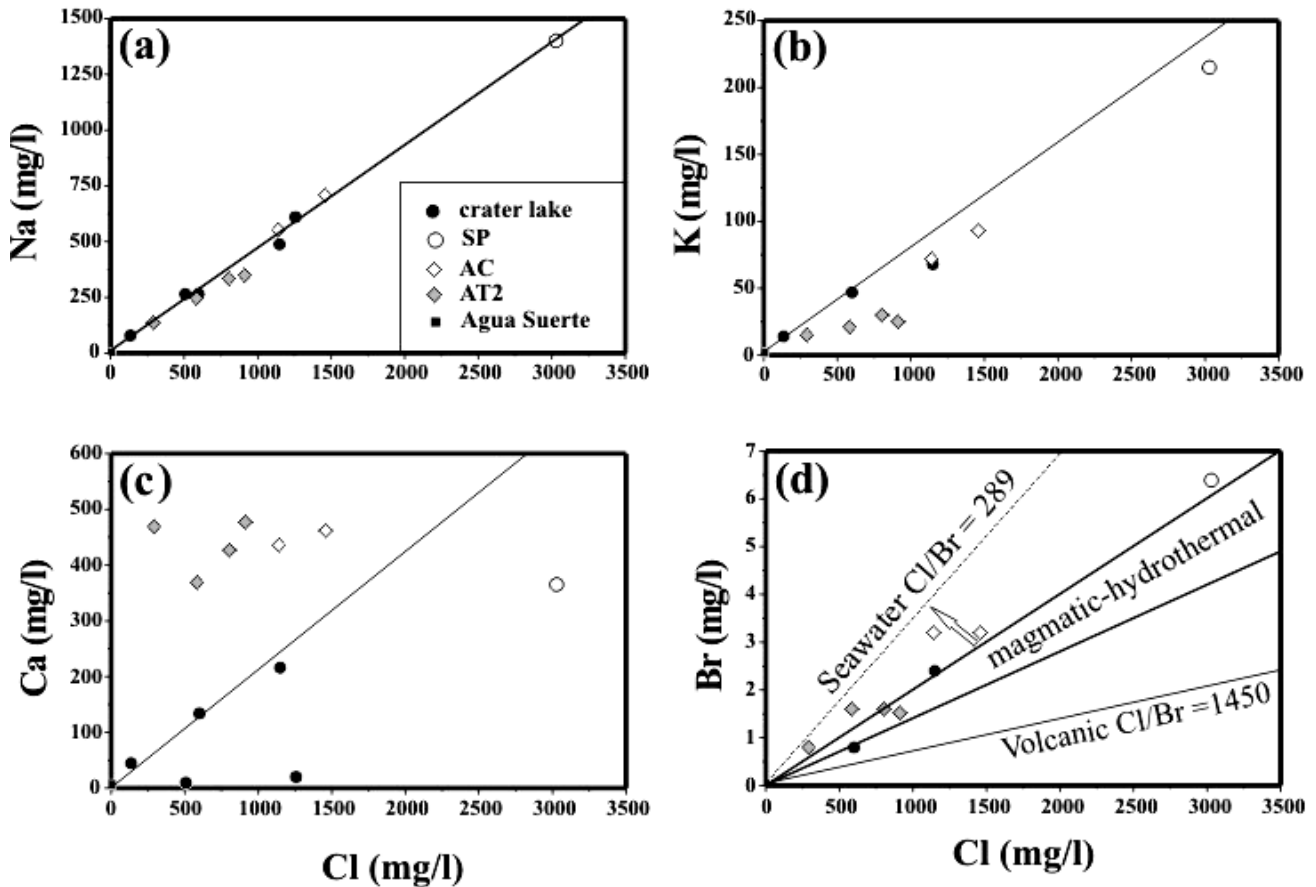 (a)
Na (mg/l)
1500
1250
1000
750
500
250
0
0 500 1000 1500 2000 2500 3000 3500
crater lake
SP
AC
AT2
Agua Suerte
(b)
K (mg/l)
250
200
150
100
50
0
0 500 1000 1500 2000 2500 3000 3500
(c)
Ca (mg/l)
600
500
400
300
200
100
0
0 500 1000 1500 2000 2500 3000 3500
Cl (mg/l)
(d)
Br (mg/l)
7
6
5
4
3
2
1
0
Seawater Cl/Br = 289
magmatic-hydrothermal
Volcanic Cl/Br =1450
0 500 1000 1500 2000 2500 3000 3500
Cl (mg/l)